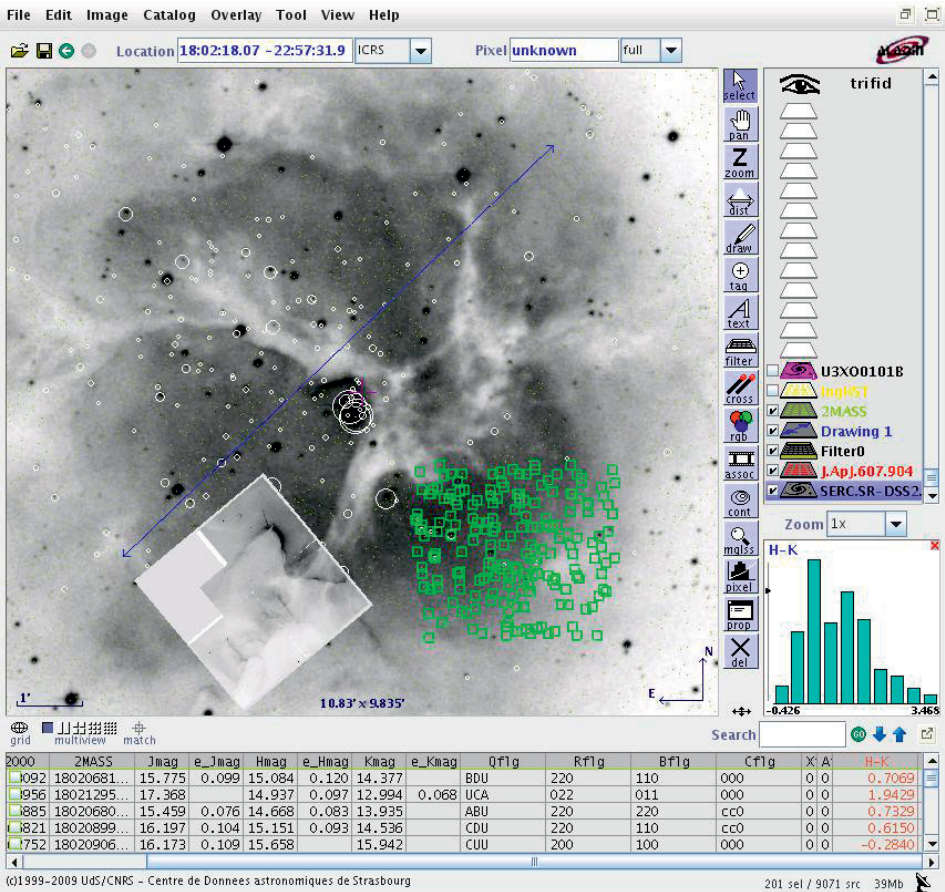 File Edit Image Catalog Overlay Tool View Help
Location 18:02:18.07 -22:57:31.9 ICRS Pixel unknown full
trifid
select
pan
Z
zoom
dist
draw
tag
A
text
filter
cross
rgb
assoc
cont
mglss
pixel
prop
del
U3XO0101B
2MASS
Drawing 1
Filter0
J.ApJ.607.904
SERC.SR-DSS2.
Zoom 1x
H-K
-0.426 3.468
1'
10.83' x 9.835'
N
E
grid multiview match
Search GO
2000 2MASS Jmag e_Jmag Hmag e_Hmag Kmag e_Kmag Qflg Rflg Bflg Cflg X A H-K
3092 18020681... 15.775 0.099 15.084 0.120 14.377 BDU 220 110 000 0 0 0.7069
956 18021295... 17.368 14.937 0.097 12.994 0.068 UCA 022 011 000 0 0 1.9429
885 18020680... 15.459 0.076 14.668 0.083 13.935 ABU 220 220 cc0 0 0 0.7329
821 18020899... 16.197 0.104 15.151 0.093 14.536 CDU 220 110 cc0 0 0 0.6150
752 18020906... 16.173 0.109 15.658 15.942 CUU 200 100 000 0 0 -0.2840
(c)1999-2009 UdS/CNRS - Centre de Donnees astronomiques de Strasbourg
201 sel / 9071 src 39Mb